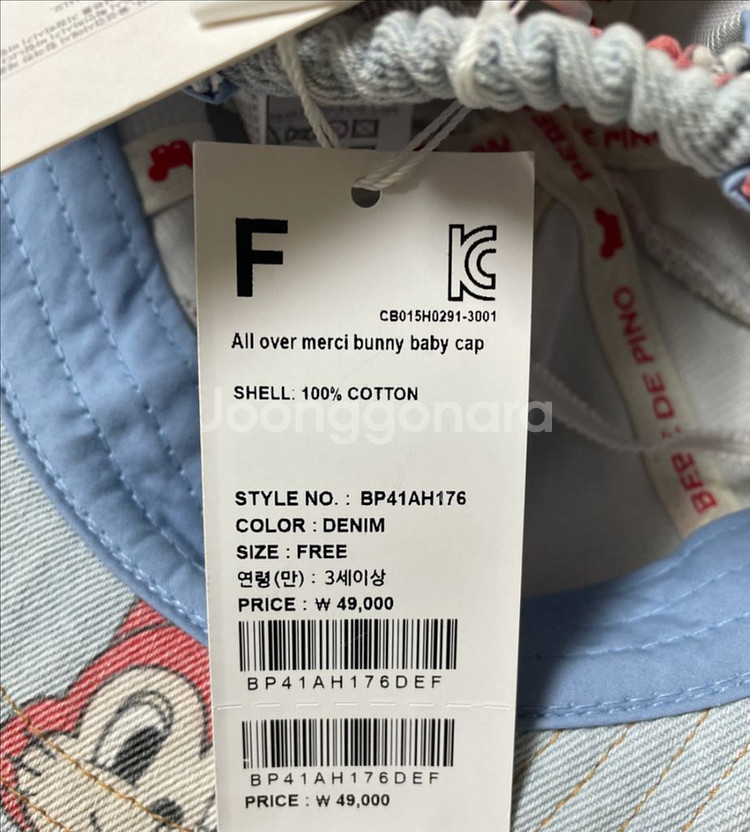 F
KC
CB015H0291-3001
All over merci bunny baby cap
SHELL: 100% COTTON
Joonggonara
STYLE NO. : BP41AH176
COLOR : DENIM
SIZE : FREE
연령(만) : 3세이상
PRICE : ₩ 49,000
BP41AH176DEF
BP41AH176DEF
PRICE : ₩ 49,000
DE PINO